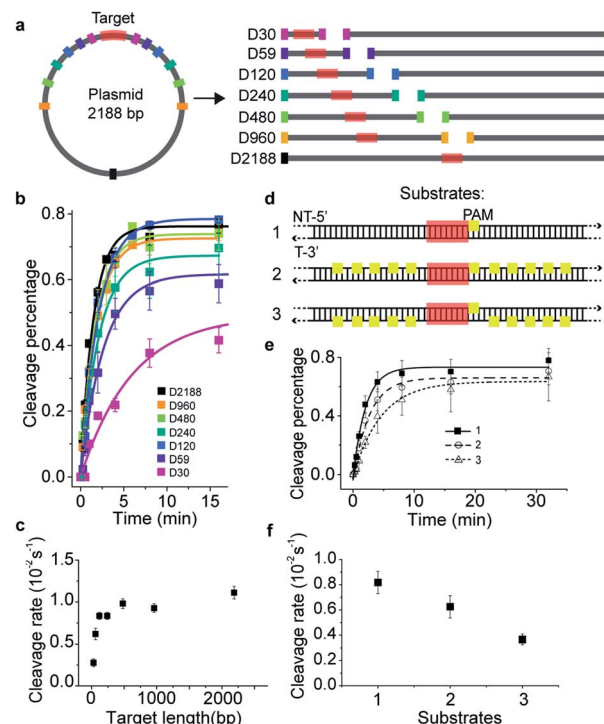 a
Target
Plasmid
2188 bp
D30
D59
D120
D240
D480
D960
D2188
b
Cleavage percentage
0.8
0.6
0.4
0.2
0.0
D2188
D960
D480
D240
D120
D59
D30
0 5 10 15
Time (min)
c
Cleavage rate (10⁻²s⁻¹)
1.5
1.0
0.5
0.0
0 1000 2000
Target length(bp)
d
Substrates:
NT-5'
PAM
1
T-3'
2
3
e
Cleavage percentage
0.8
0.4
0.0
1
2
3
0 10 20 30
Time (min)
f
Cleavage rate (10⁻²s⁻¹)
1.0
0.8
0.6
0.4
0.2
0.0
1 2 3
Substrates